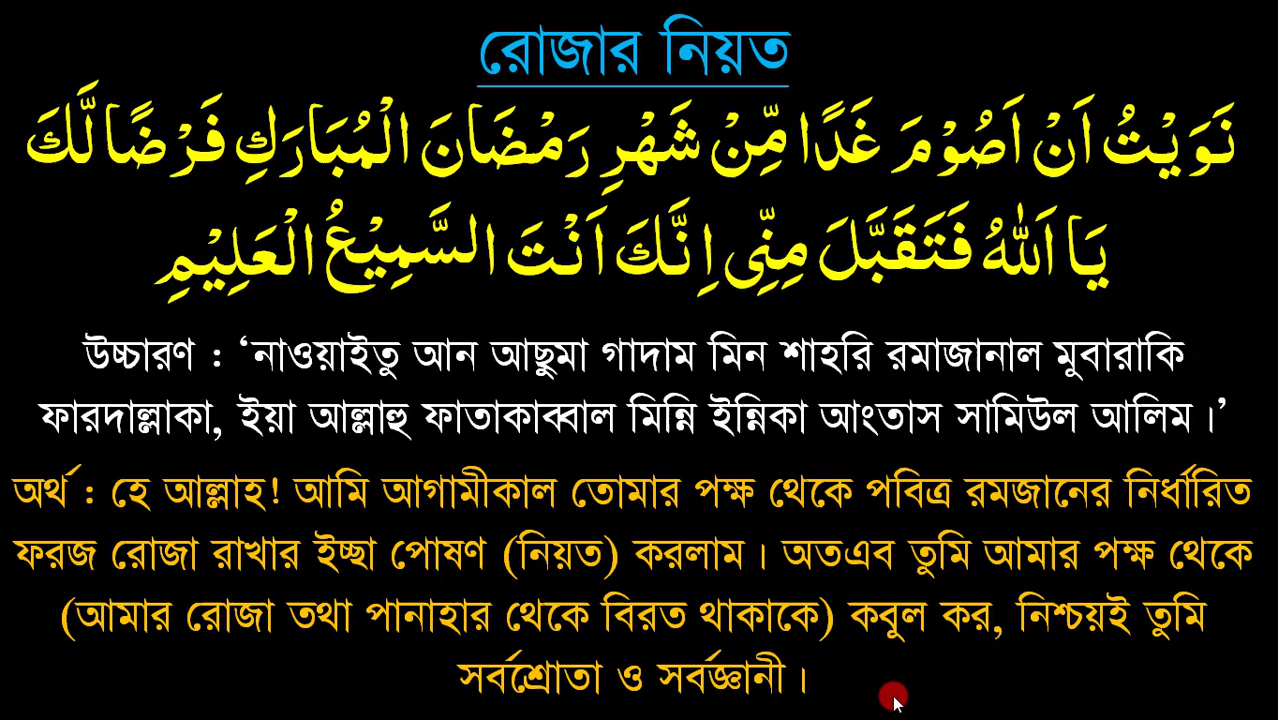 রোজার নিয়ত
نَوَيْتُ اَنْ اَصُوْمَ غَدًا مِّنْ شَهْرِ رَمْضَانَ الْمُبَارَكِ فَرْضًا لَّكَ
يَا اَللّٰهُ فَتَقَبَّلَ مِنِّى اِنَّكَ اَنْتَ السَّمِيْعُ الْعَلِيْمِ
উচ্চারণ : ‘নাওয়াইতু আন আছুমা গাদাম মিন শাহরি রমাজানাল মুবারাকি
ফারদাল্লাকা, ইয়া আল্লাহু ফাতাকাব্বাল মিন্নি ইন্নিকা আংতাস সামিউল আলিম।’
অর্থ : হে আল্লাহ! আমি আগামীকাল তোমার পক্ষ থেকে পবিত্র রমজানের নির্ধারিত
ফরজ রোজা রাখার ইচ্ছা পোষণ (নিয়ত) করলাম। অতএব তুমি আমার পক্ষ থেকে
(আমার রোজা তথা পানাহার থেকে বিরত থাকাকে) কবুল কর, নিশ্চয়ই তুমি
সর্বশ্রোতা ও সর্বজ্ঞানী।